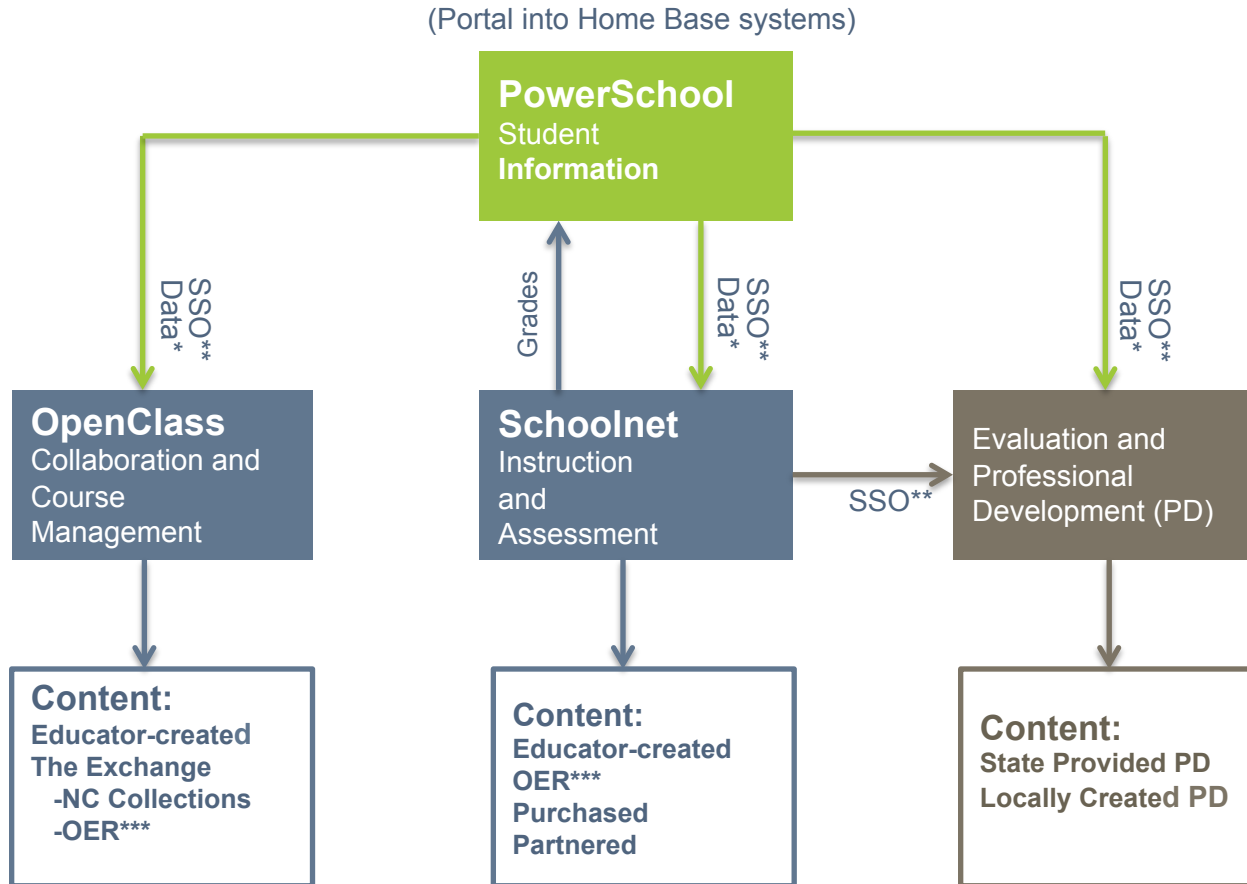 (Portal into Home Base systems)
PowerSchool
Student
Information
SSO**
Data*
Grades
SSO**
Data*
SSO**
Data*
OpenClass
Collaboration and
Course
Management
SchoolNet
Instruction
and
Assessment
SSO**
Evaluation and
Professional
Development (PD)
Content:
Educator-created
The Exchange
-NC Collections
-OER***
Content:
Educator-created
OER***
Purchased
Partnered
Content:
State Provided PD
Locally Created PD